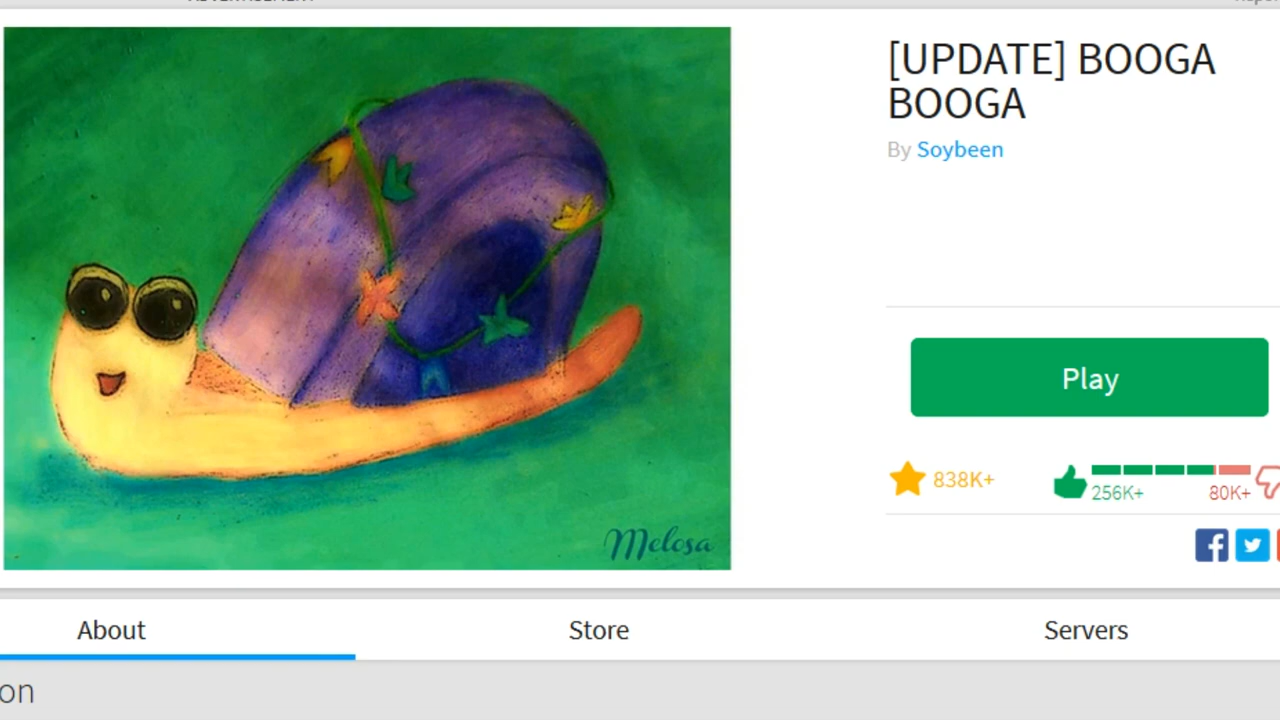 [UPDATE] BOOGA
BOOGA
By Soybeen
Play
838K+
256K+
80K+
Melosa
About
Store
Servers
on